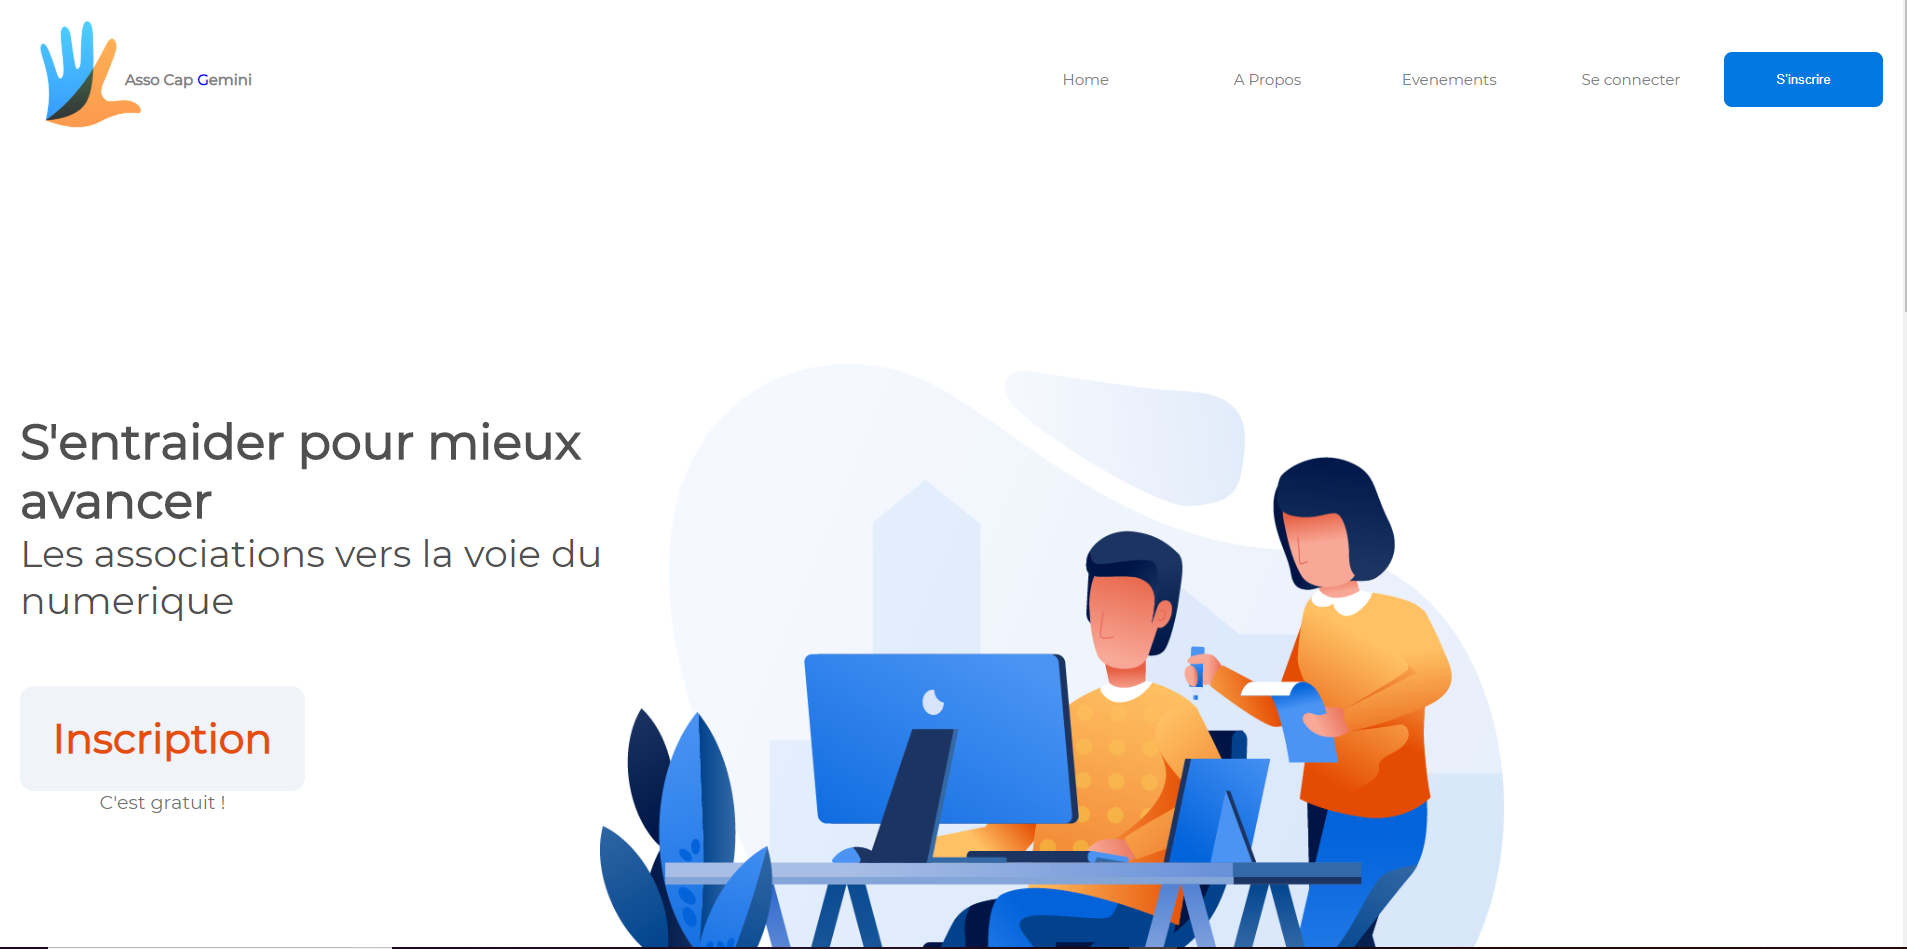 Asso Cap Gemini
Home
A Propos
Evenements
Se connecter
S'inscrire
S'entraider pour mieux
avancer
Les associations vers la voie du
numerique
Inscription
C'est gratuit !